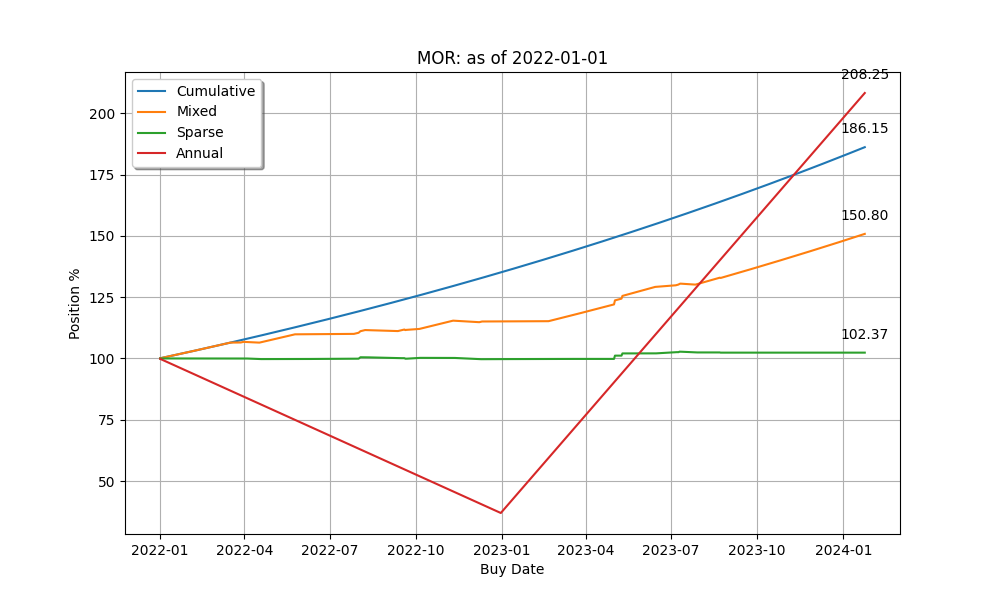 MOR: as of 2022-01-01
Cumulative
Mixed
Sparse
Annual
208.25
186.15
150.80
102.37
Position %
200
175
150
125
100
75
50
2022-01 2022-04 2022-07 2022-10 2023-01 2023-04 2023-07 2023-10 2024-01
Buy Date